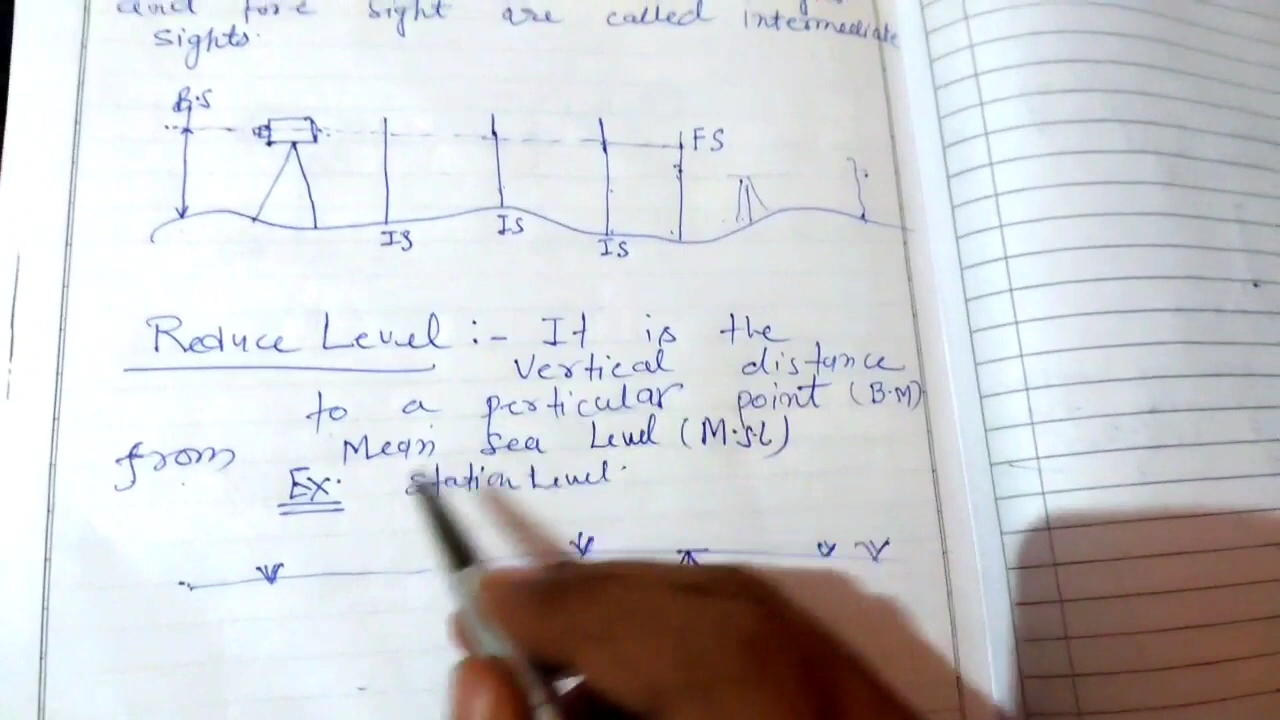 and fore sight are called intermediate
sights.
B.S
FS
IS
IS
IS
Reduce Level :- It is the
vertical distance
to a perticular point (B.M)
from Mean Sea Level (M.S.L)
Ex: Station Level.